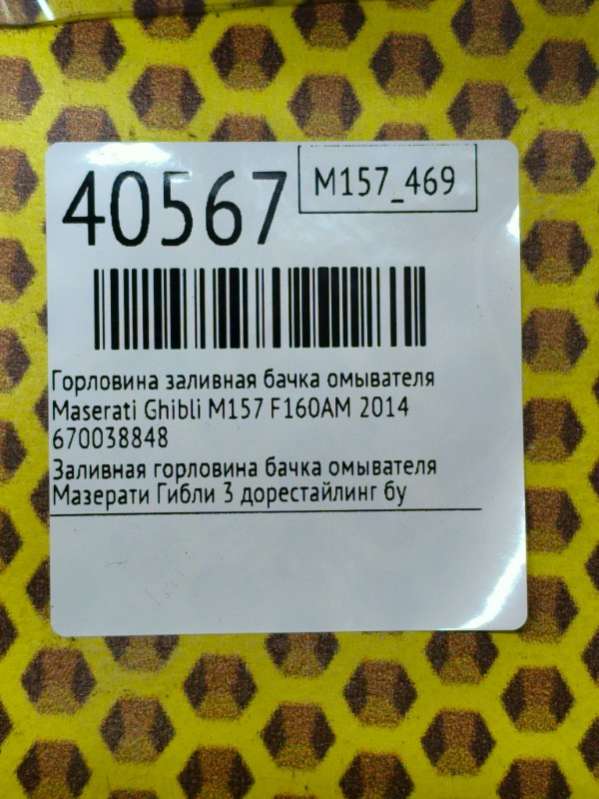 40567
M157_469
Горловина заливная бачка омывателя
Maserati Ghibli M157 F160AM 2014
670038848
Заливная горловина бачка омывателя
Мазерати Гибли 3 дорестайлинг бу